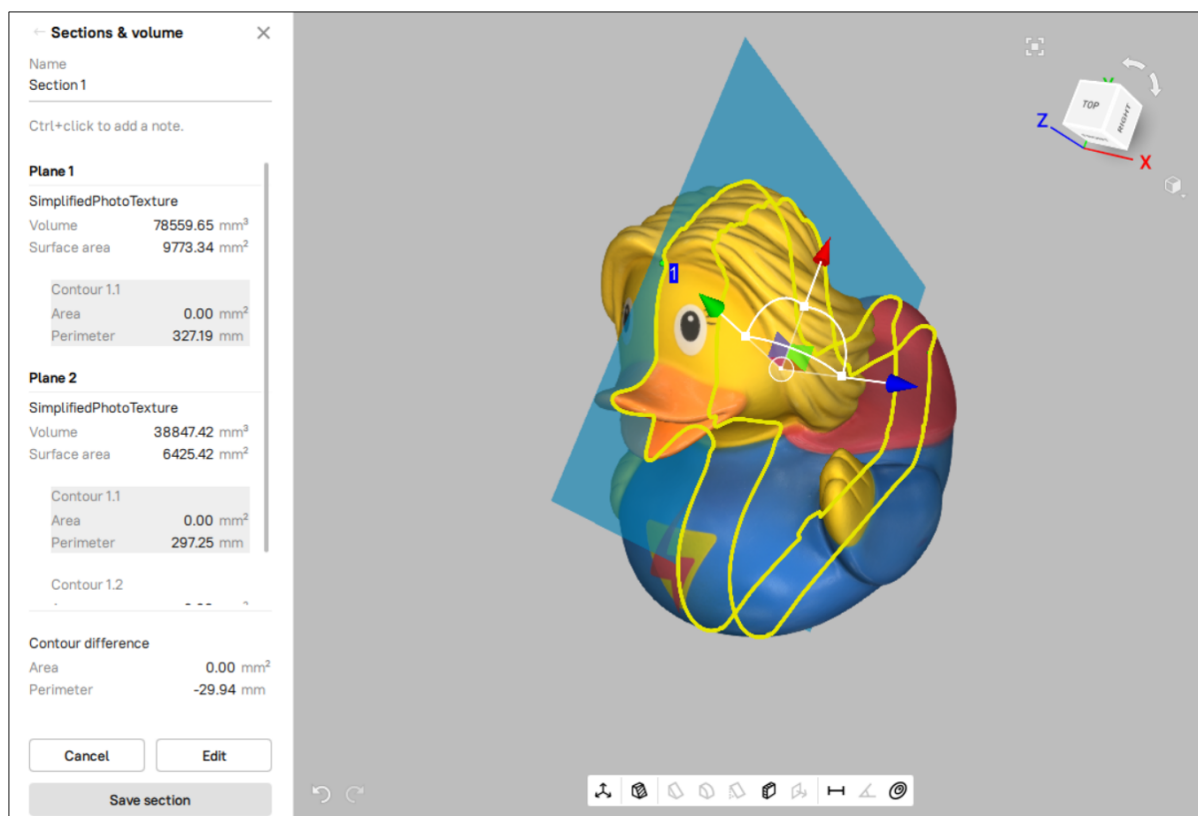 ← Sections & volume ×
Name
Section 1
Ctrl+click to add a note.
Plane 1
SimplifiedPhotoTexture
Volume 78559.65 mm³
Surface area 9773.34 mm²
Contour 1.1
Area 0.00 mm²
Perimeter 327.19 mm
Plane 2
SimplifiedPhotoTexture
Volume 38847.42 mm³
Surface area 6425.42 mm²
Contour 1.1
Area 0.00 mm²
Perimeter 297.25 mm
Contour 1.2
Contour difference
Area 0.00 mm²
Perimeter -29.94 mm
Cancel Edit
Save section
1
TOP
RIGHT
Z
X